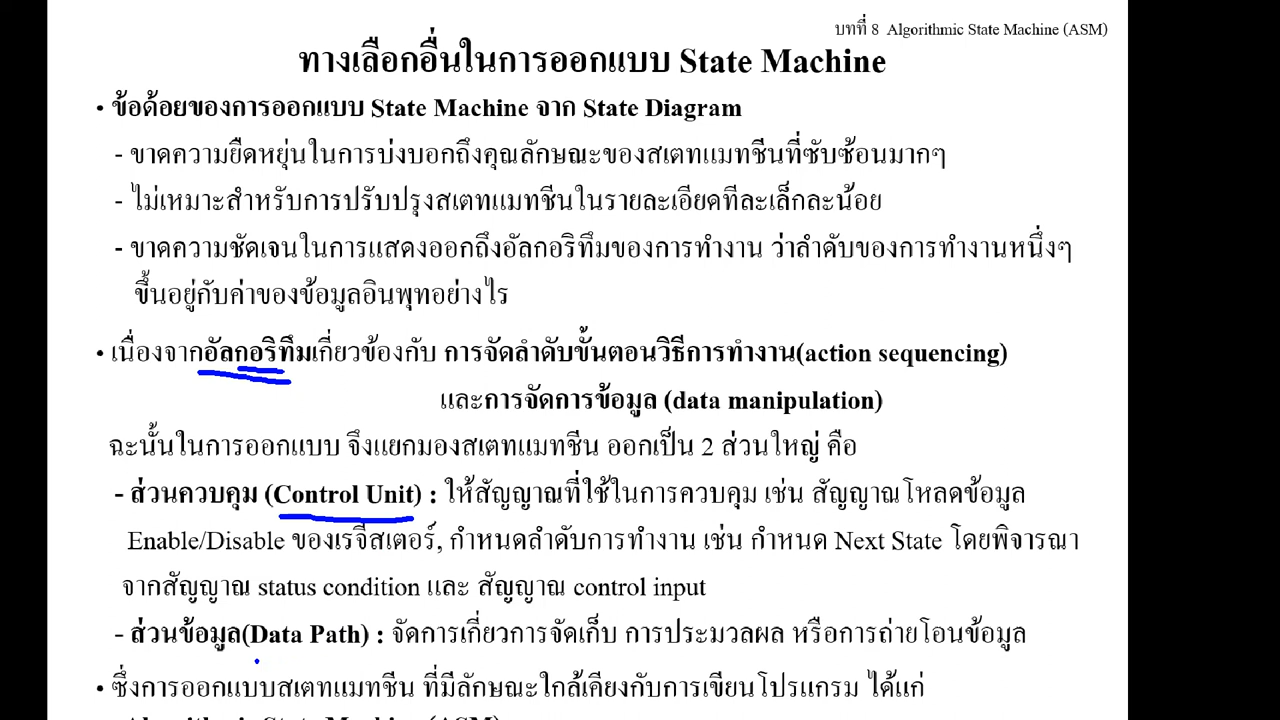 บทที่ 8 Algorithmic State Machine (ASM)
ทางเลือกอื่นในการออกแบบ State Machine
• ข้อด้อยของการออกแบบ State Machine จาก State Diagram
- ขาดความยืดหยุ่นในการบ่งบอกถึงคุณลักษณะของสเตทแมทชีนที่ซับซ้อนมากๆ
- ไม่เหมาะสำหรับการปรับปรุงสเตทแมทชีนในรายละเอียดทีละเล็กละน้อย
- ขาดความชัดเจนในการแสดงออกถึงอัลกอริทึมของการทำงาน ว่าลำดับของการทำงานหนึ่งๆ
ขึ้นอยู่กับค่าของข้อมูลอินพุทอย่างไร
• เนื่องจากอัลกอริทึมเกี่ยวข้องกับ การจัดลำดับขั้นตอนวิธีการทำงาน(action sequencing)
และการจัดการข้อมูล (data manipulation)
ฉะนั้นในการออกแบบ จึงแยกมองสเตทแมทชีน ออกเป็น 2 ส่วนใหญ่ คือ
- ส่วนควบคุม (Control Unit) : ให้สัญญาณที่ใช้ในการควบคุม เช่น สัญญาณโหลดข้อมูล
Enable/Disable ของเรจีสเตอร์, กำหนดลำดับการทำงาน เช่น กำหนด Next State โดยพิจารณา
จากสัญญาณ status condition และ สัญญาณ control input
- ส่วนข้อมูล(Data Path) : จัดการเกี่ยวการจัดเก็บ การประมวลผล หรือการถ่ายโอนข้อมูล
• ซึ่งการออกแบบสเตทแมทชีน ที่มีลักษณะใกล้เคียงกับการเขียนโปรแกรม ได้แก่
- Algorithmic State Machine (ASM)